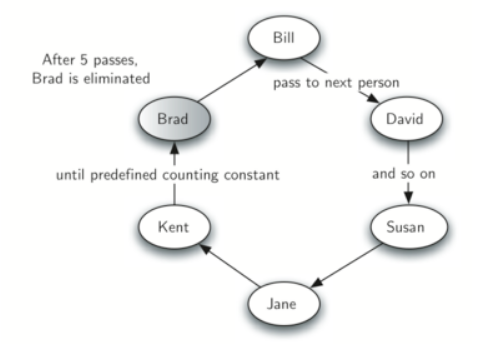 Bill
After 5 passes,
Brad is eliminated
pass to next person
Brad
David
until predefined counting constant
and so on
Kent
Susan
Jane